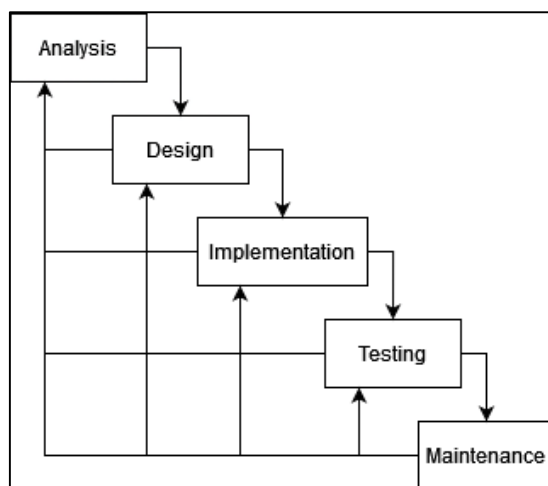 Analysis
Design
Implementation
Testing
Maintenance